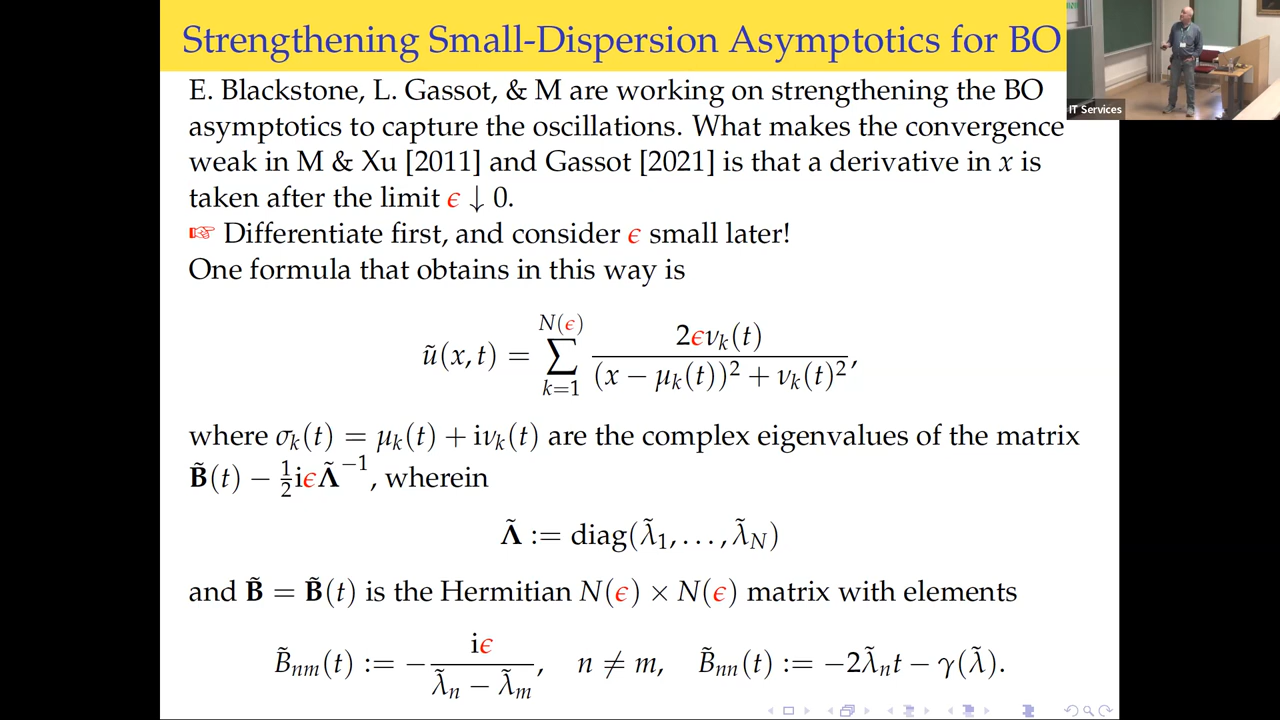 Strengthening Small-Dispersion Asymptotics for BO
E. Blackstone, L. Gassot, & M are working on strengthening the BO
asymptotics to capture the oscillations. What makes the convergence
weak in M & Xu [2011] and Gassot [2021] is that a derivative in x is
taken after the limit ϵ ↓ 0.
☞ Differentiate first, and consider ϵ small later!
One formula that obtains in this way is
ũ(x, t) = ∑_{k=1}^{N(ϵ)} 2ϵν_k(t) / ((x − μ_k(t))² + ν_k(t)²),
where σ_k(t) = μ_k(t) + iν_k(t) are the complex eigenvalues of the matrix
B̃(t) − ½iϵΛ̃⁻¹, wherein
Λ̃ := diag(λ̃₁, . . . , λ̃_N)
and B̃ = B̃(t) is the Hermitian N(ϵ) × N(ϵ) matrix with elements
B̃_{nm}(t) := − iϵ / (λ̃_n − λ̃_m), n ≠ m, B̃_{nn}(t) := −2λ̃_n t − γ(λ̃).
IT Services